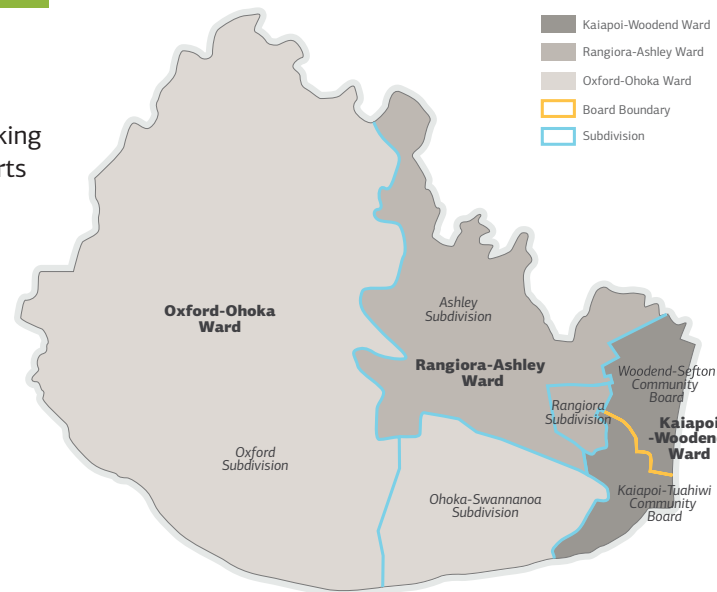 Kaiapoi-Woodend Ward
Rangiora-Ashley Ward
Oxford-Ohoka Ward
Board Boundary
Subdivision
king
rts
Oxford-Ohoka
Ward
Ashley
Subdivision
Rangiora-Ashley
Ward
Woodend-Sefton
Community
Board
Rangiora
Subdivision
Kaiapoi
-Woodend
Ward
Oxford
Subdivision
Ohoka-Swannanoa
Subdivision
Kaiapoi-Tuahiwi
Community
Board